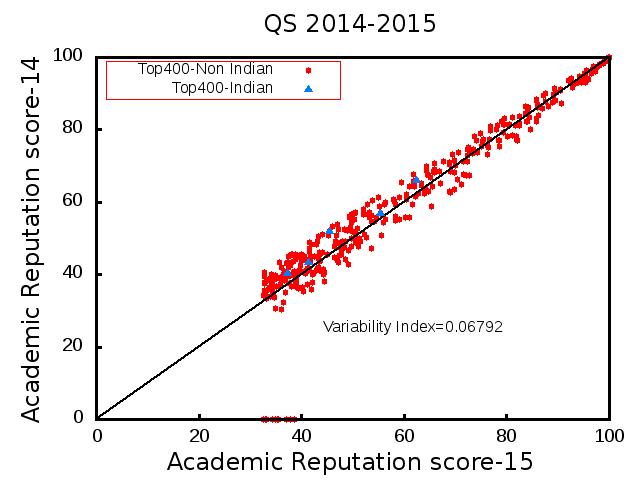 QS 2014-2015
Academic Reputation score-14
100
80
60
40
20
0
Top400-Non Indian
Top400-Indian
Variability Index=0.06792
0 20 40 60 80 100
Academic Reputation score-15